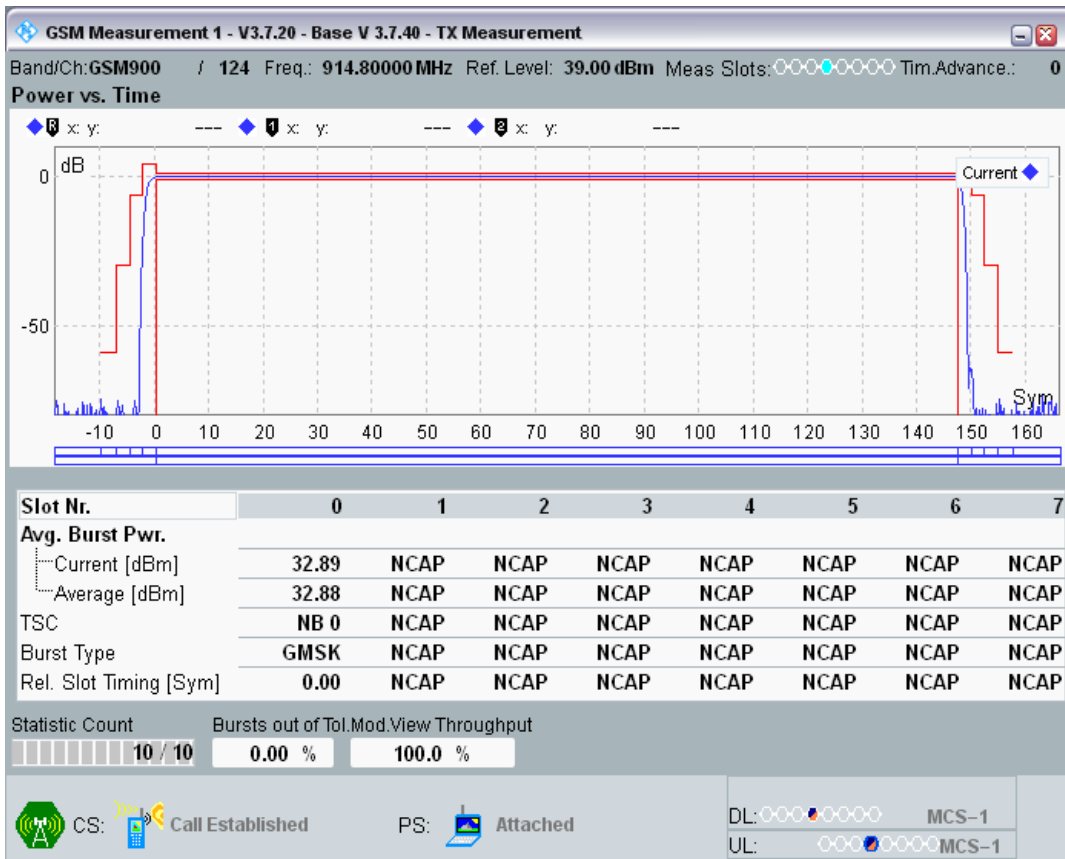 GSM Measurement 1 - V3.7.20 - Base V 3.7.40 - TX Measurement
Band/Ch:GSM900 / 124 Freq.: 914.80000 MHz Ref. Level: 39.00 dBm Meas Slots: Tim.Advance.: 0
Power vs. Time
R x: y: --- 1 x: y: --- 2 x: y: ---
dB
Current
0
-50
Sym
-10 0 10 20 30 40 50 60 70 80 90 100 110 120 130 140 150 160
Slot Nr. 0 1 2 3 4 5 6 7
Avg. Burst Pwr.
Current [dBm] 32.89 NCAP NCAP NCAP NCAP NCAP NCAP NCAP
Average [dBm] 32.88 NCAP NCAP NCAP NCAP NCAP NCAP NCAP
TSC NB 0 NCAP NCAP NCAP NCAP NCAP NCAP NCAP
Burst Type GMSK NCAP NCAP NCAP NCAP NCAP NCAP NCAP
Rel. Slot Timing [Sym] 0.00 NCAP NCAP NCAP NCAP NCAP NCAP NCAP
Statistic Count Bursts out of Tol.Mod.View Throughput
10 / 10 0.00 % 100.0 %
CS: Call Established PS: Attached
DL: MCS-1
UL: MCS-1